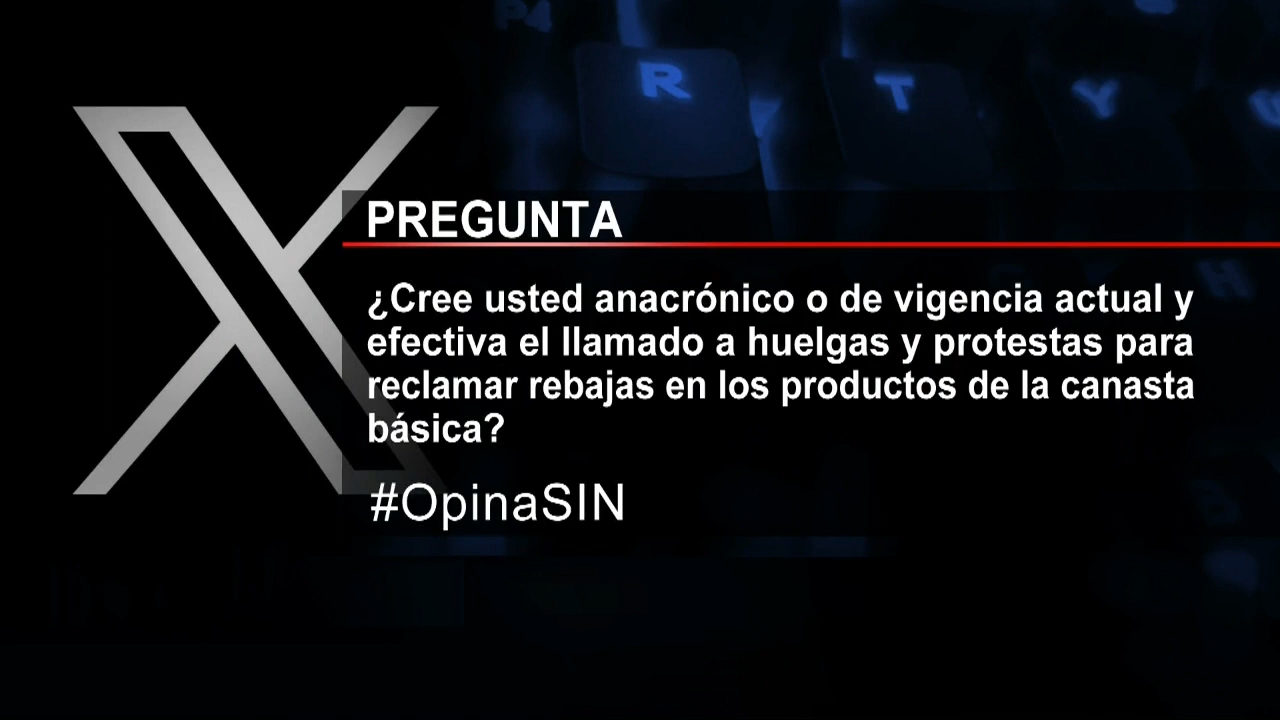 P4
R T Y U
PREGUNTA
¿Cree usted anacrónico o de vigencia actual y
efectiva el llamado a huelgas y protestas para
reclamar rebajas en los productos de la canasta
básica?
#OpinaSIN
H